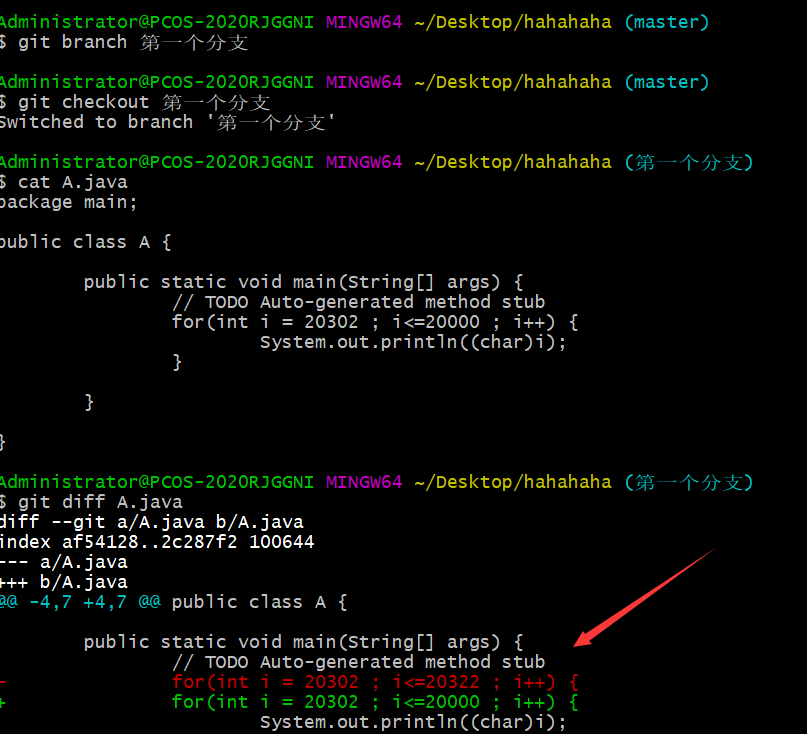 Administrator@PCOS-2020RJGGNI MINGW64 ~/Desktop/hahahaha (master)
$ git branch 第一个分支
Administrator@PCOS-2020RJGGNI MINGW64 ~/Desktop/hahahaha (master)
$ git checkout 第一个分支
Switched to branch '第一个分支'
Administrator@PCOS-2020RJGGNI MINGW64 ~/Desktop/hahahaha (第一个分支)
$ cat A.java
package main;
public class A {
public static void main(String[] args) {
// TODO Auto-generated method stub
for(int i = 20302 ; i<=20000 ; i++) {
System.out.println((char)i);
}
}
}
Administrator@PCOS-2020RJGGNI MINGW64 ~/Desktop/hahahaha (第一个分支)
$ git diff A.java
diff --git a/A.java b/A.java
index af54128..2c287f2 100644
--- a/A.java
+++ b/A.java
@@ -4,7 +4,7 @@ public class A {
public static void main(String[] args) {
// TODO Auto-generated method stub
- for(int i = 20302 ; i<=20322 ; i++) {
+ for(int i = 20302 ; i<=20000 ; i++) {
System.out.println((char)i);